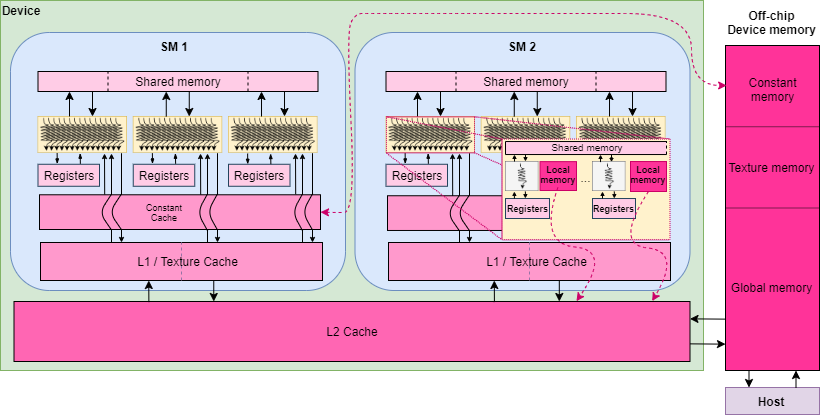 Device
Off-chip
Device memory
SM 1
SM 2
Shared memory
Shared memory
Constant
memory
Shared memory
Local
memory
...
Local
memory
Texture memory
Registers
Registers
Registers
Registers
Registers
Registers
Constant
Cache
L1 / Texture Cache
L1 / Texture Cache
Global memory
L2 Cache
Host